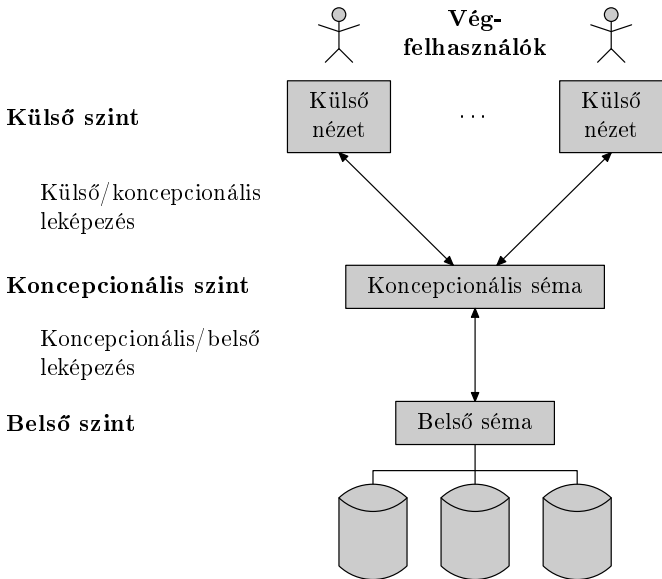 Vég-
felhasználók
Külső szint
Külső
nézet
. . .
Külső
nézet
Külső/koncepcionális
leképezés
Koncepcionális szint
Koncepcionális séma
Koncepcionális/belső
leképezés
Belső szint
Belső séma